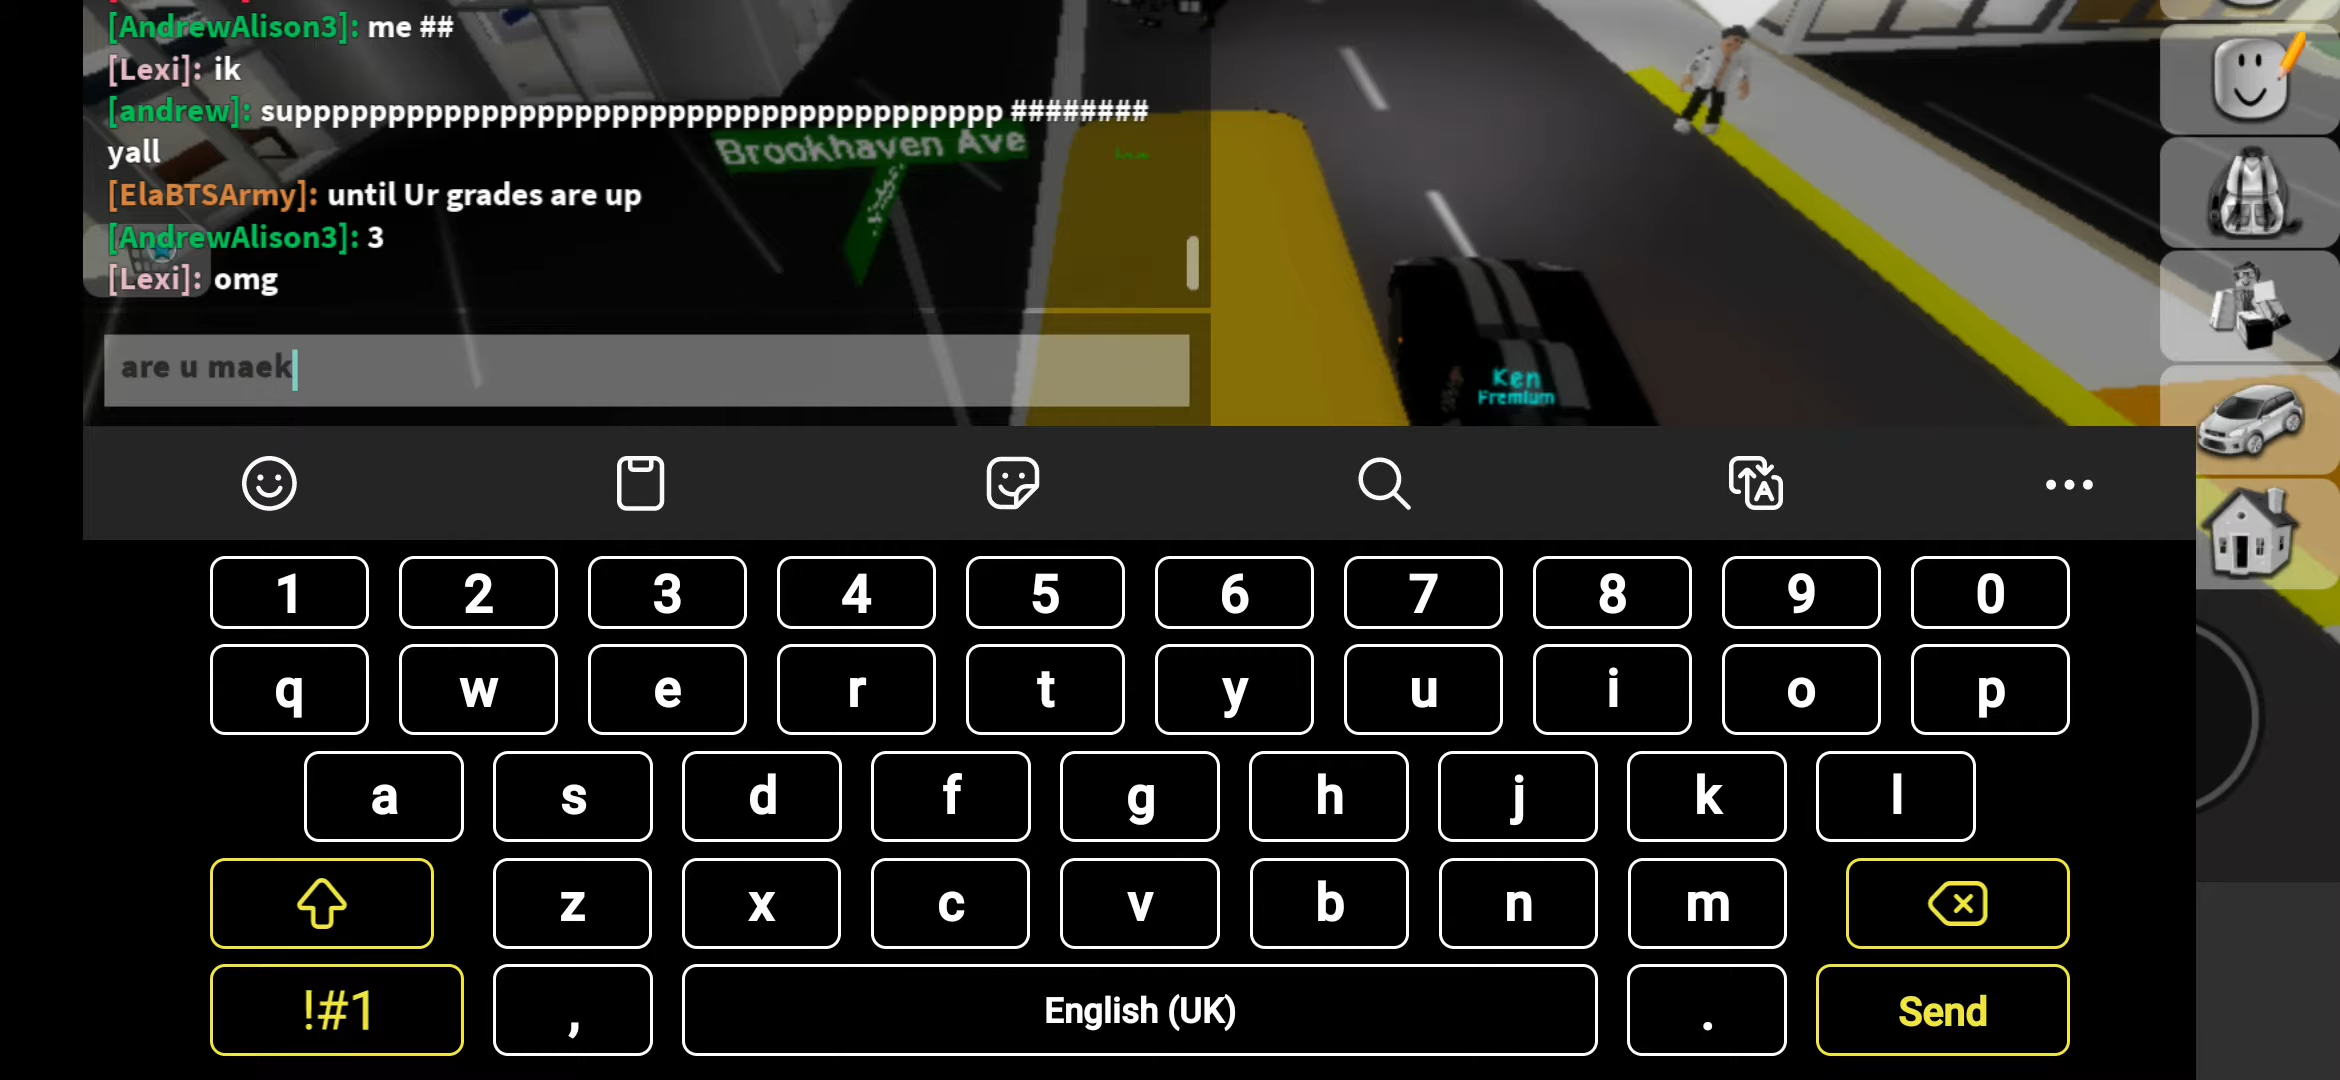 [AndrewAlison3]: me ##
[Lexi]: ik
[andrew]: supppppppppppppppppppppppppppppppppppppp ########
yall
[ElaBTSArmy]: until Ur grades are up
[AndrewAlison3]: 3
[Lexi]: omg
Brookhaven Ave
are u maek
Ken
Fremium
1 2 3 4 5 6 7 8 9 0
q w e r t y u i o p
a s d f g h j k l
z x c v b n m
!#1 , English (UK) . Send